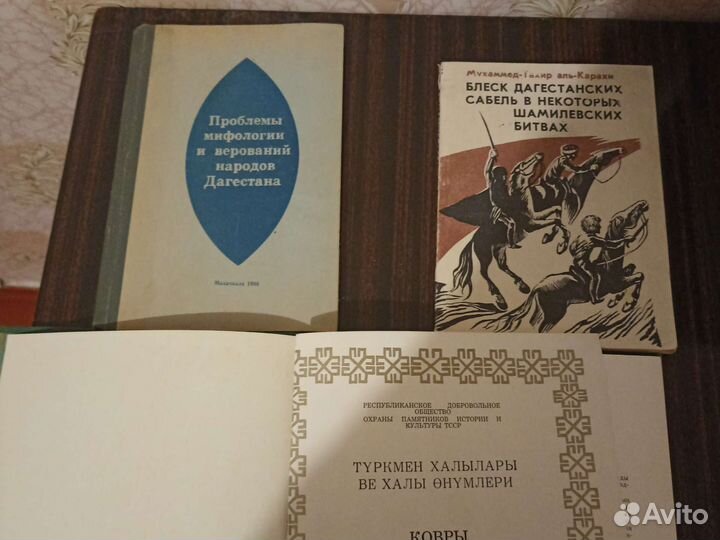 Проблемы
мифологии
и верований
народов
Дагестана
Махачкала 1988
Мухаммед-Тахир аль-Карахи
БЛЕСК ДАГЕСТАНСКИХ
САБЕЛЬ В НЕКОТОРЫХ
ШАМИЛЕВСКИХ
БИТВАХ
РЕСПУБЛИКАНСКОЕ ДОБРОВОЛЬНОЕ
ОБЩЕСТВО
ОХРАНЫ ПАМЯТНИКОВ ИСТОРИИ И
КУЛЬТУРЫ ТССР
ТҮРКМЕН ХАЛЫЛАРЫ
ВЕ ХАЛЫ ӨНҮМЛЕРИ
КОВРЫ
Avito